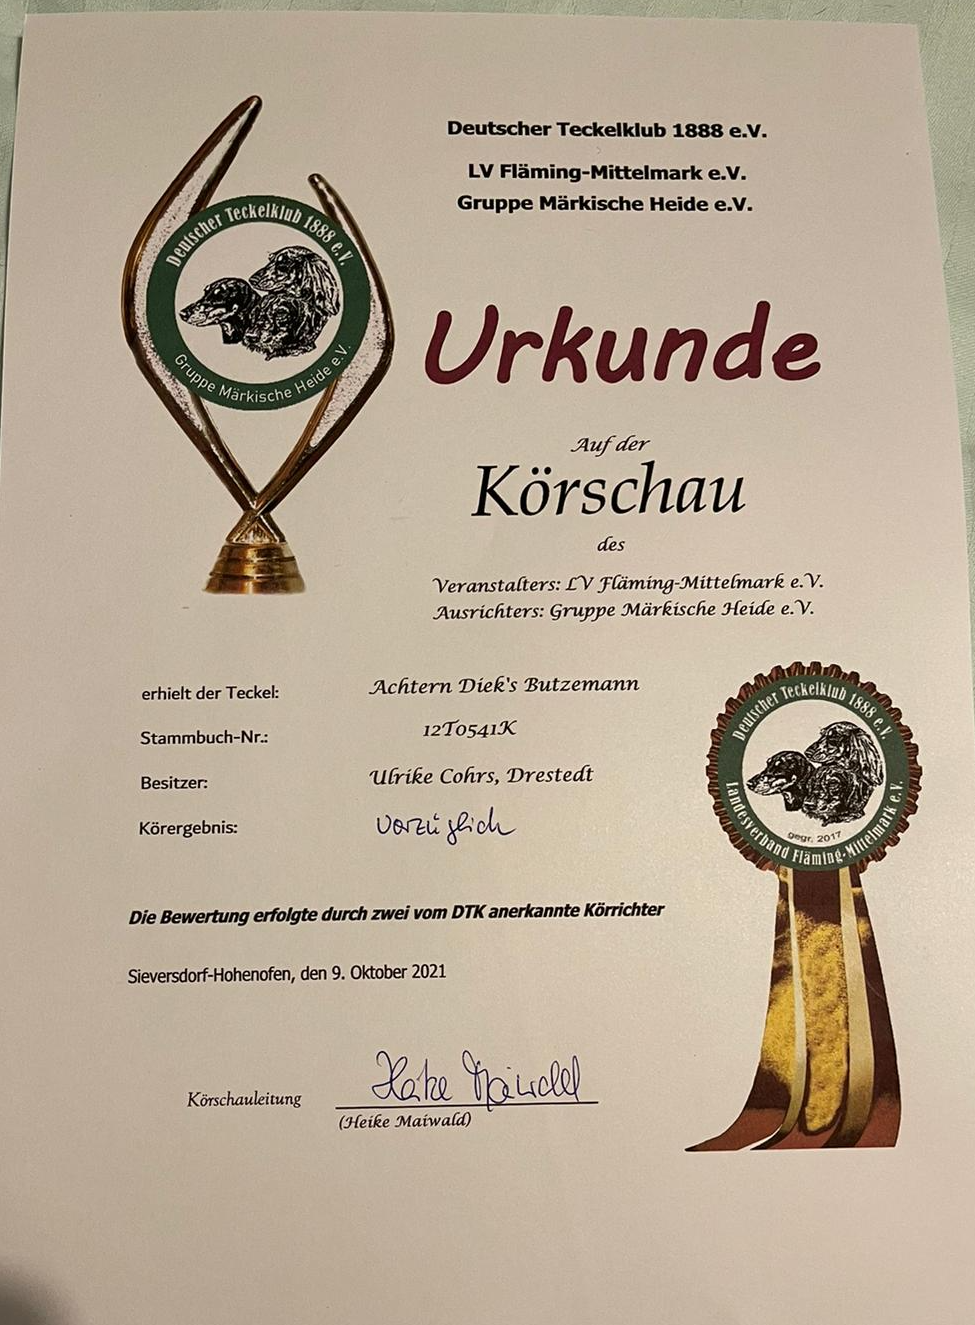 Deutscher Teckelklub 1888 e.V.
LV Fläming-Mittelmark e.V.
Gruppe Märkische Heide e.V.
Deutscher Teckelklub 1888 e.V.
Gruppe Märkische Heide e.V.
Urkunde
Auf der
Körschau
des
Veranstalters: LV Fläming-Mittelmark e.V.
Ausrichters: Gruppe Märkische Heide e.V.
erhielt der Teckel: Achtern Diek's Butzemann
Stammbuch-Nr.: 12T0541K
Besitzer: Ulrike Cohrs, Drestedt
Körergebnis: vorzüglich
Deutscher Teckelklub 1888 e.V.
gegr. 2017
Landesverband Fläming-Mittelmark e.V.
Die Bewertung erfolgte durch zwei vom DTK anerkannte Körrichter
Sieversdorf-Hohenofen, den 9. Oktober 2021
Körschauleitung Heike Maiwald
(Heike Maiwald)